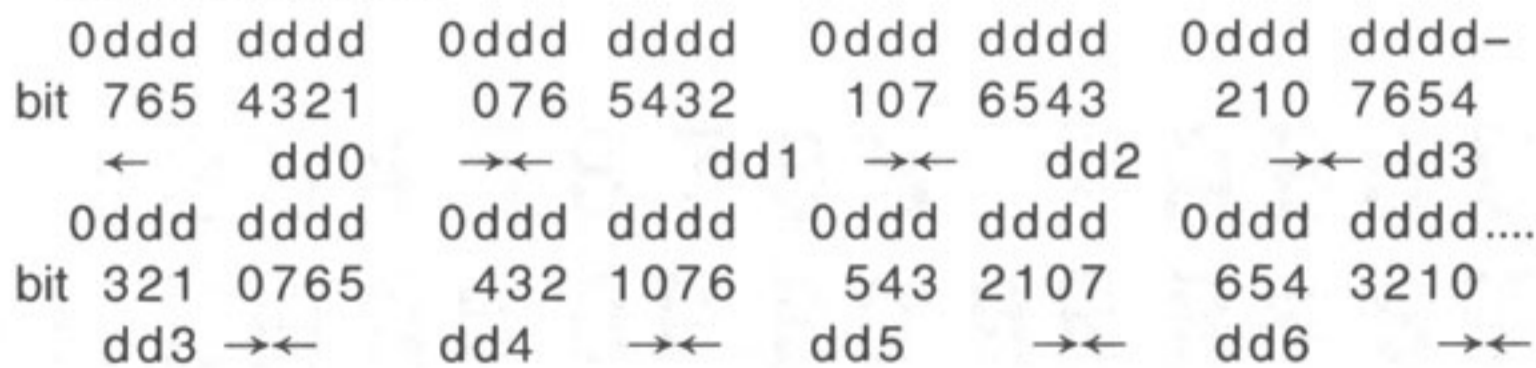 0ddd dddd 0ddd dddd 0ddd dddd 0ddd dddd–
bit 765 4321 076 5432 107 6543 210 7654
← dd0 →← dd1 →← dd2 →← dd3
0ddd dddd 0ddd dddd 0ddd dddd 0ddd dddd....
bit 321 0765 432 1076 543 2107 654 3210
dd3 →← dd4 →← dd5 →← dd6 →←